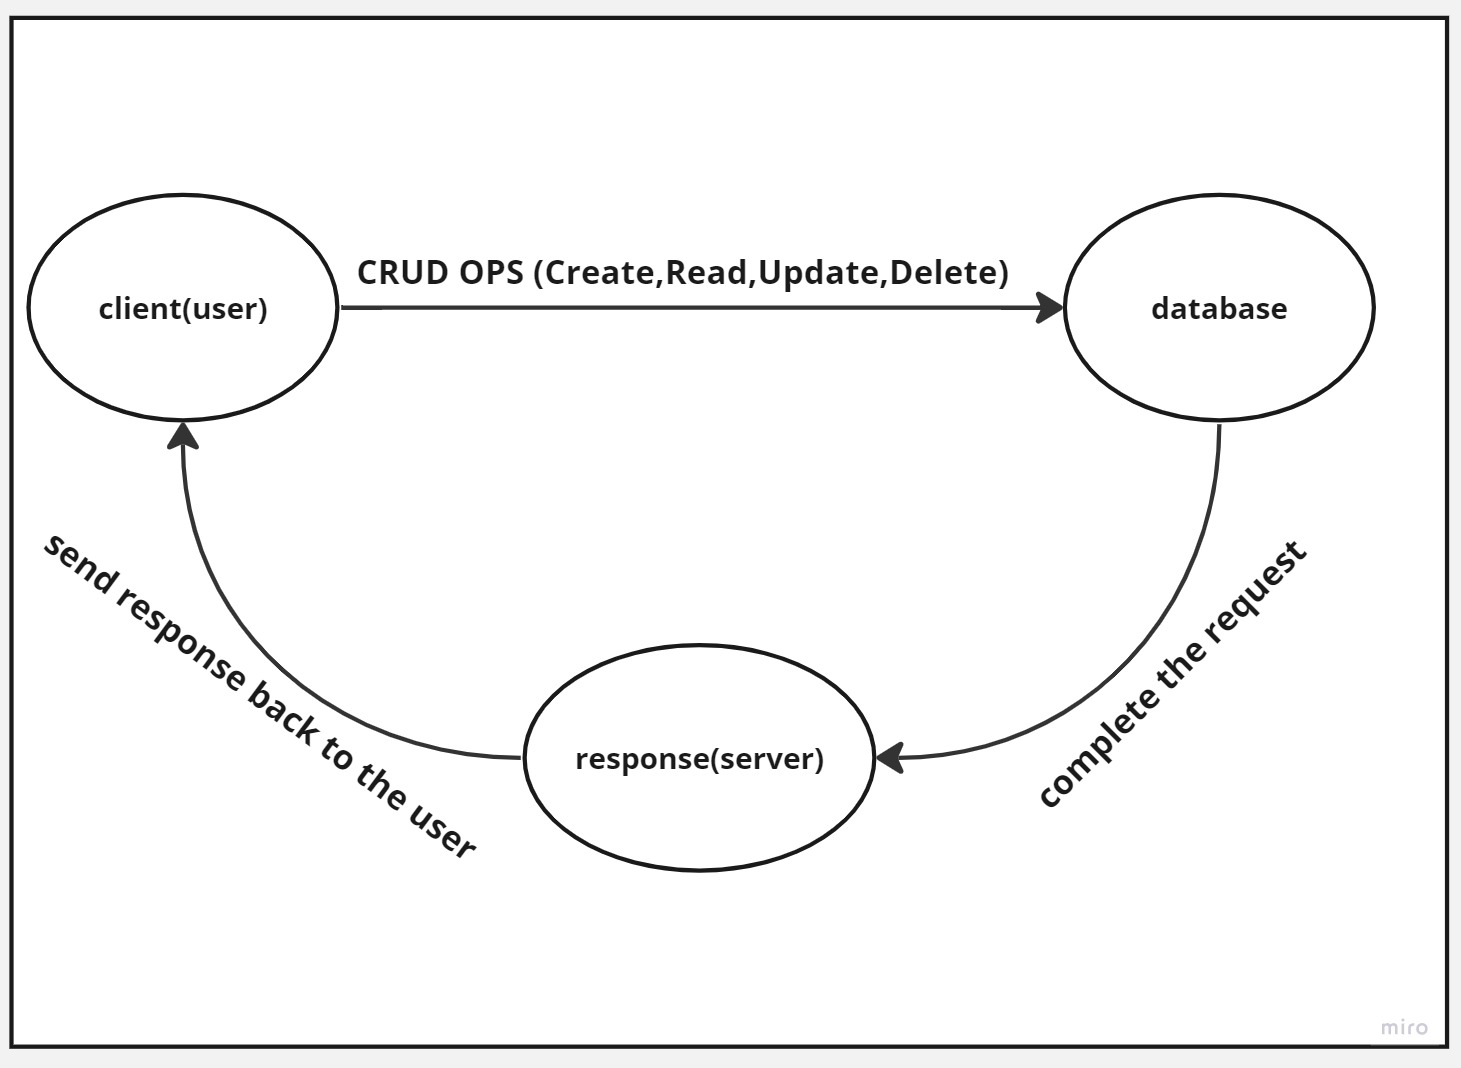 CRUD OPS (Create,Read,Update,Delete)
client(user)
database
send response back to the user
complete the request
response(server)
miro